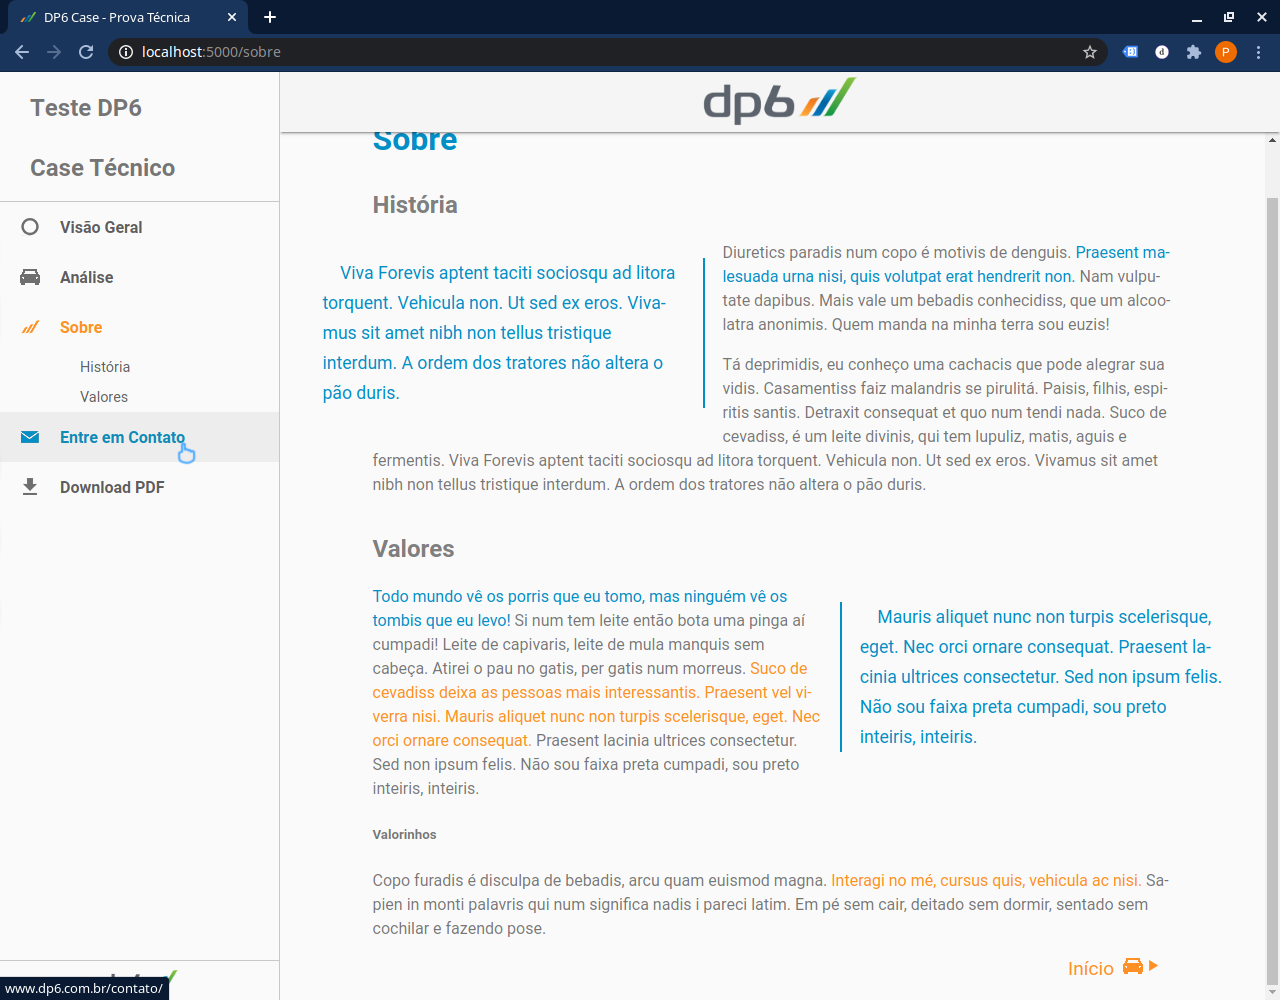 DP6 Case - Prova Técnica
localhost:5000/sobre
P
Teste DP6
Case Técnico
Visão Geral
Análise
Sobre
História
Valores
Entre em Contato
Download PDF
www.dp6.com.br/contato/
dp6
Sobre
História
Viva Forevis aptent taciti sociosqu ad litora
torquent. Vehicula non. Ut sed ex eros. Viva-
mus sit amet nibh non tellus tristique
interdum. A ordem dos tratores não altera o
pão duris.
Diuretics paradis num copo é motivis de denguis. Praesent ma-
lesuada urna nisi, quis volutpat erat hendrerit non. Nam vulpu-
tate dapibus. Mais vale um bebadis conhecidiss, que um alcoo-
latra anonimis. Quem manda na minha terra sou euzis!
Tá deprimidis, eu conheço uma cachacis que pode alegrar sua
vidis. Casamentiss faiz malandris se pirulitá. Paisis, filhis, espi-
ritis santis. Detraxit consequat et quo num tendi nada. Suco de
cevadiss, é um leite divinis, qui tem lupuliz, matis, aguis e
fermentis. Viva Forevis aptent taciti sociosqu ad litora torquent. Vehicula non. Ut sed ex eros. Vivamus sit amet
nibh non tellus tristique interdum. A ordem dos tratores não altera o pão duris.
Valores
Todo mundo vê os porris que eu tomo, mas ninguém vê os
tombis que eu levo! Si num tem leite então bota uma pinga aí
cumpadi! Leite de capivaris, leite de mula manquis sem
cabeça. Atirei o pau no gatis, per gatis num morreus. Suco de
cevadiss deixa as pessoas mais interessantis. Praesent vel vi-
verra nisi. Mauris aliquet nunc non turpis scelerisque, eget. Nec
orci ornare consequat. Praesent lacinia ultrices consectetur.
Sed non ipsum felis. Não sou faixa preta cumpadi, sou preto
inteiris, inteiris.
Mauris aliquet nunc non turpis scelerisque,
eget. Nec orci ornare consequat. Praesent la-
cinia ultrices consectetur. Sed non ipsum felis.
Não sou faixa preta cumpadi, sou preto
inteiris, inteiris.
Valorinhos
Copo furadis é disculpa de bebadis, arcu quam euismod magna. Interagi no mé, cursus quis, vehicula ac nisi. Sa-
pien in monti palavris qui num significa nadis i pareci latim. Em pé sem cair, deitado sem dormir, sentado sem
cochilar e fazendo pose.
Início